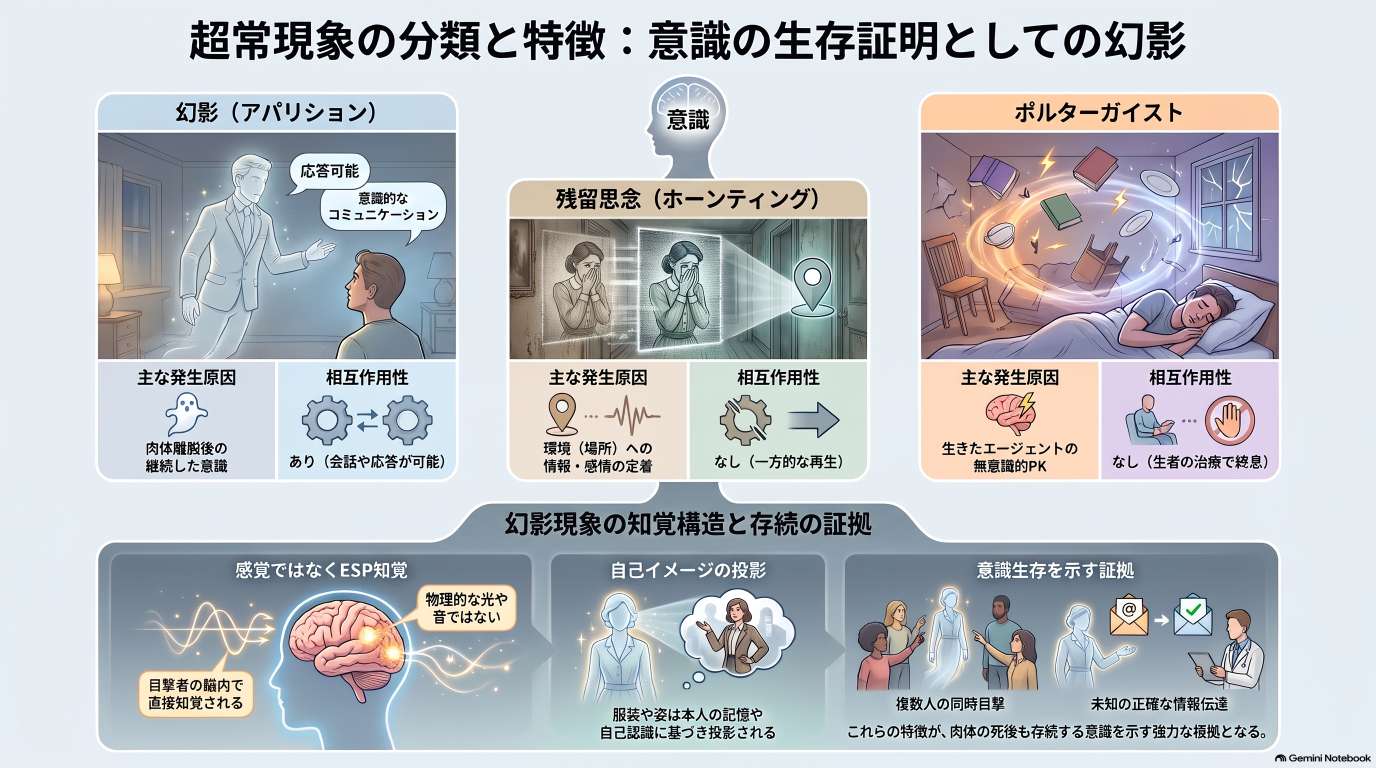 超常現象の分類と特徴：意識の生存証明としての幻影
幻影（アパリション）
応答可能
意識的な
コミュニケーション
主な発生原因
肉体離脱後の
継続した意識
相互作用性
あり（会話や応答が可能）
意識
残留思念（ホーンティング）
主な発生原因
環境（場所）への
情報・感情の定着
相互作用性
なし（一方的な再生）
ポルターガイスト
主な発生原因
生きたエージェントの
無意識的PK
相互作用性
なし（生者の治療で終息）
幻影現象の知覚構造と存続の証拠
感覚ではなくESP知覚
物理的な光や
音ではない
目撃者の脳内で
直接知覚される
自己イメージの投影
服装や姿は本人の記憶や
自己認識に基づき投影される
意識生存を示す証拠
@
複数人の同時目撃
未知の正確な情報伝達
これらの特徴が、肉体の死後も存続する意識を示す強力な根拠となる。
Gemini Notebook